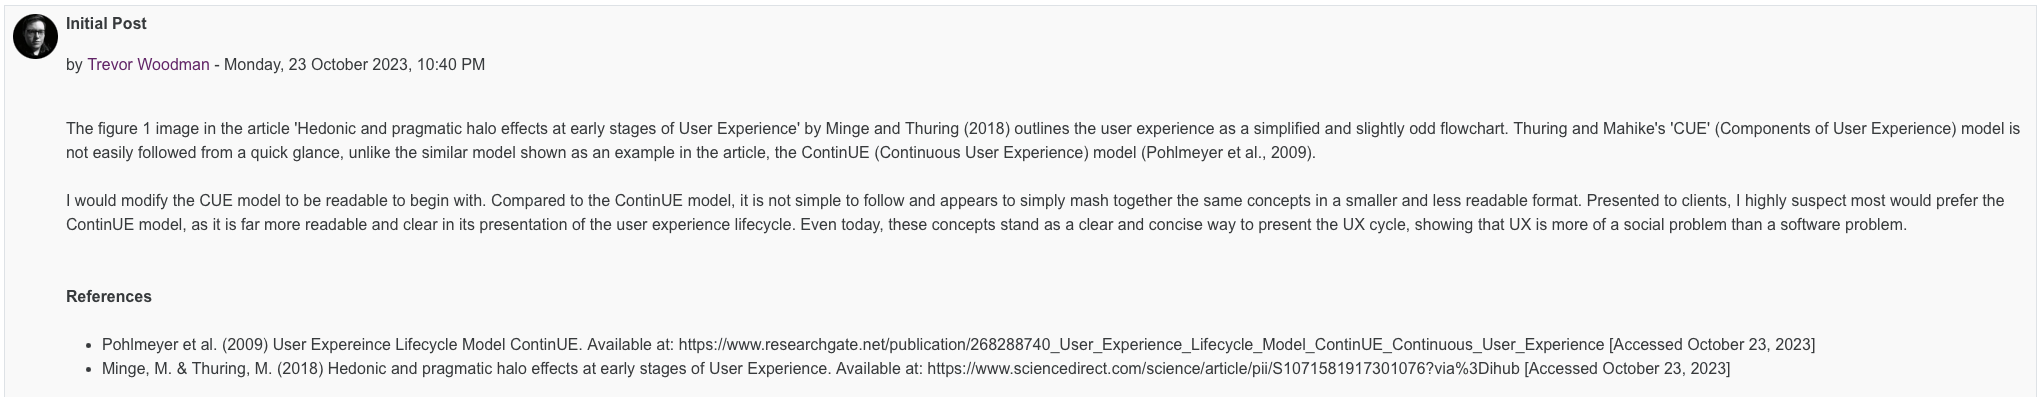 Initial Post
by Trevor Woodman - Monday, 23 October 2023, 10:40 PM
The figure 1 image in the article 'Hedonic and pragmatic halo effects at early stages of User Experience' by Minge and Thuring (2018) outlines the user experience as a simplified and slightly odd flowchart. Thuring and Mahike's 'CUE' (Components of User Experience) model is
not easily followed from a quick glance, unlike the similar model shown as an example in the article, the ContinUE (Continuous User Experience) model (Pohlmeyer et al., 2009).
I would modify the CUE model to be readable to begin with. Compared to the ContinUE model, it is not simple to follow and appears to simply mash together the same concepts in a smaller and less readable format. Presented to clients, I highly suspect most would prefer the
ContinUE model, as it is far more readable and clear in its presentation of the user experience lifecycle. Even today, these concepts stand as a clear and concise way to present the UX cycle, showing that UX is more of a social problem than a software problem.
References
• Pohlmeyer et al. (2009) User Expereince Lifecycle Model ContinUE. Available at: https://www.researchgate.net/publication/268288740_User_Experience_Lifecycle_Model_ContinUE_Continuous_User_Experience [Accessed October 23, 2023]
• Minge, M. & Thuring, M. (2018) Hedonic and pragmatic halo effects at early stages of User Experience. Available at: https://www.sciencedirect.com/science/article/pii/S1071581917301076?via%3Dihub [Accessed October 23, 2023]